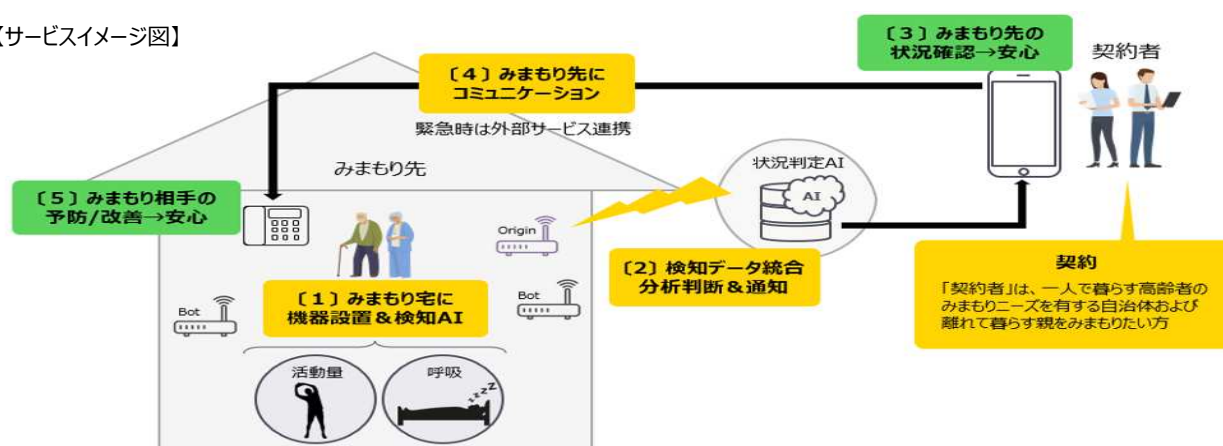 【サービスイメージ図】
〔3〕みまもり先の
状況確認→安心
契約者
〔4〕みまもり先に
コミュニケーション
緊急時は外部サービス連携
状況判定AI
AI
みまもり先
〔5〕みまもり相手の
予防/改善→安心
Origin
〔2〕検知データ統合
分析判断&通知
契約
「契約者」は、一人で暮らす高齢者の
みまもりニーズを有する自治体および
離れて暮らす親をみまもりたい方
Bot
〔1〕みまもり宅に
機器設置&検知AI
Bot
活動量
呼吸
zzzZ